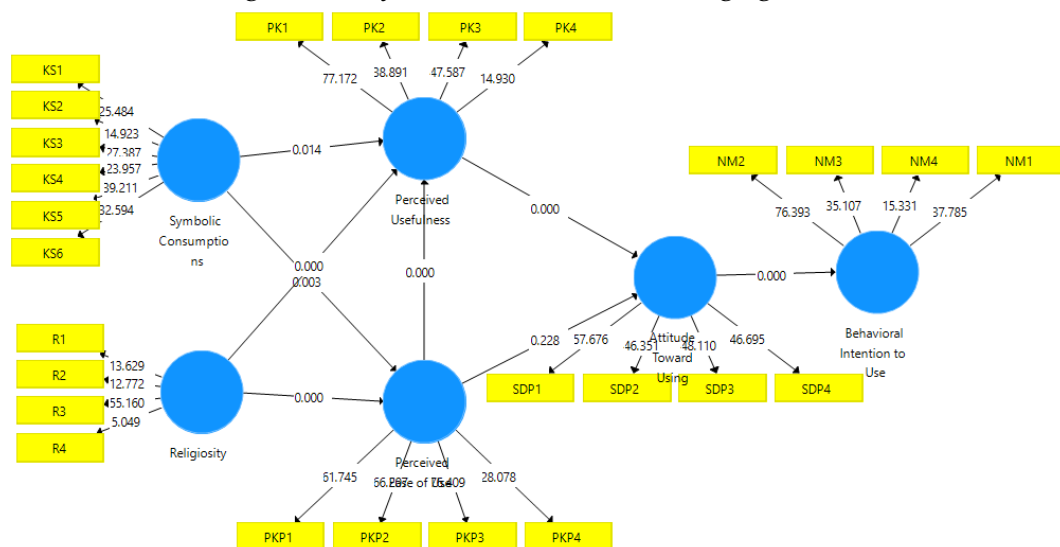 PK1 PK2 PK3 PK4
77.172 38.891 47.587 14.930
KS1
KS2
KS3
KS4
KS5
KS6
25.484
14.923
27.387
23.957
39.211
32.594
Symbolic
Consumptio
ns
0.014
Perceived
Usefulness
0.000
0.003
0.000
0.000
NM2 NM3 NM4 NM1
76.393 35.107 15.331 37.785
0.000
Behavioral
Intention to
Use
0.228
Attitude
Toward
Using
57.676 46.351 48.110 46.695
SDP1 SDP2 SDP3 SDP4
R1
R2
R3
R4
13.629
12.772
55.160
5.049
Religiosity
0.000
Perceived
Ease of Use
61.745 28.078
PKP1 PKP2 PKP3 PKP4